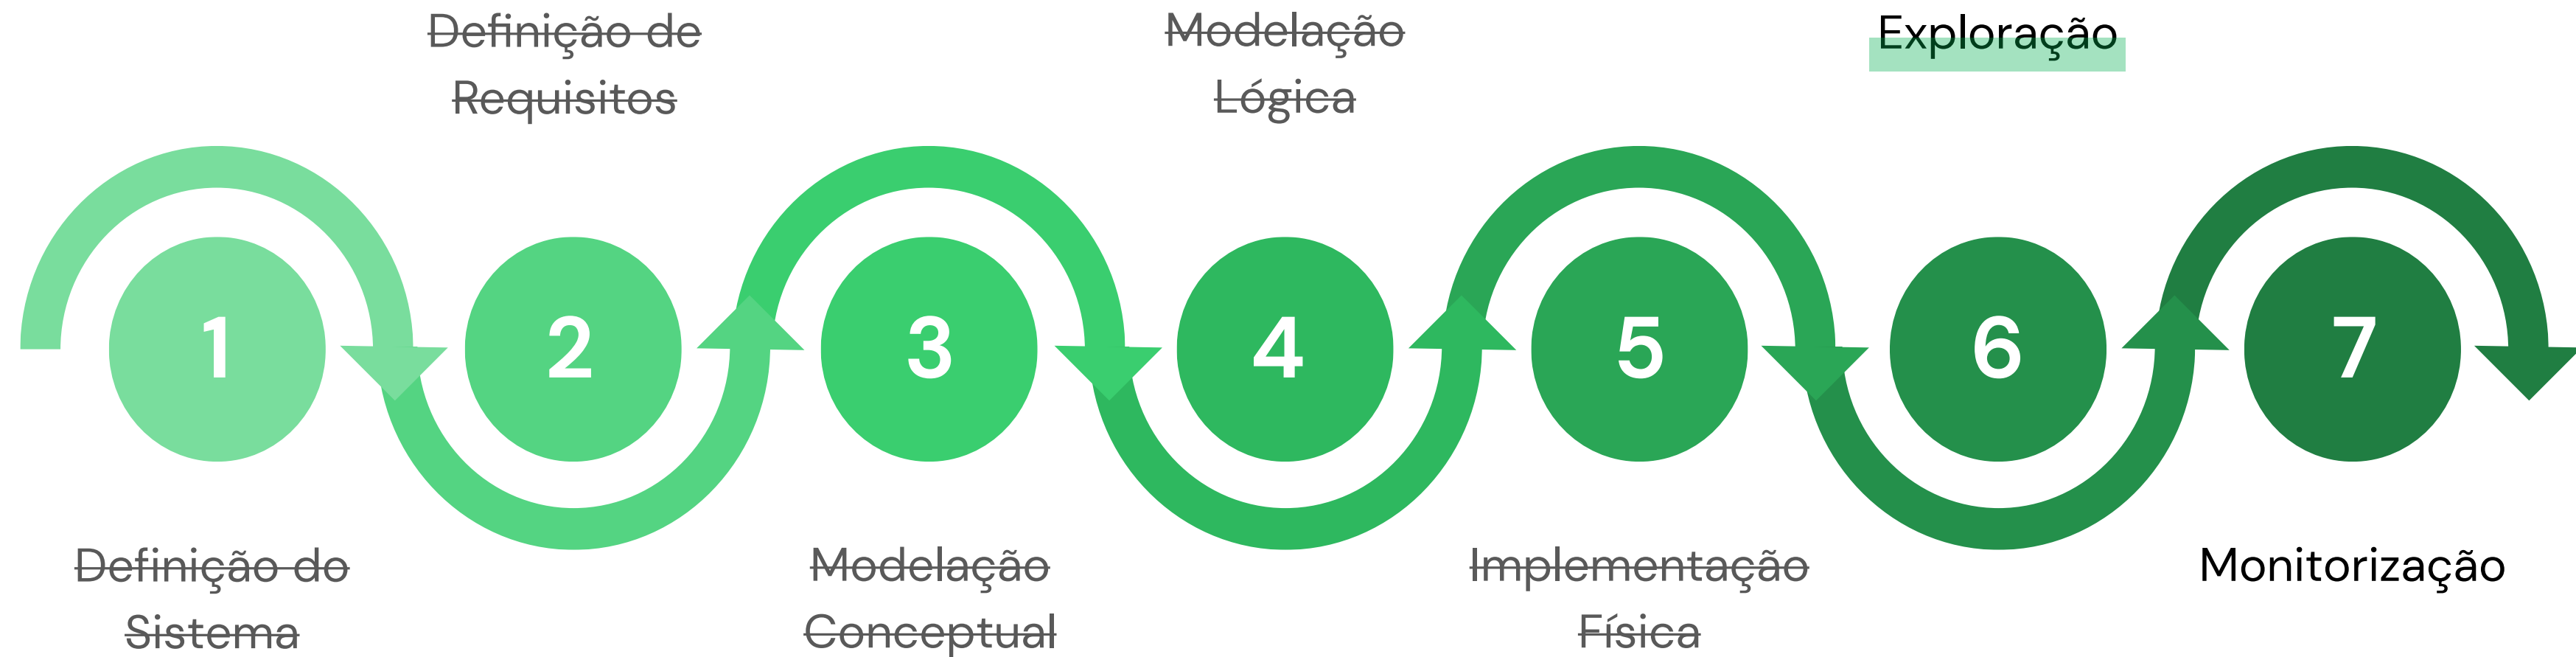 Definição de
Requisitos
Modelação
Lógica
Exploração
1
2
3
4
5
6
7
Definição do
Sistema
Modelação
Conceptual
Implementação
Física
Monitorização